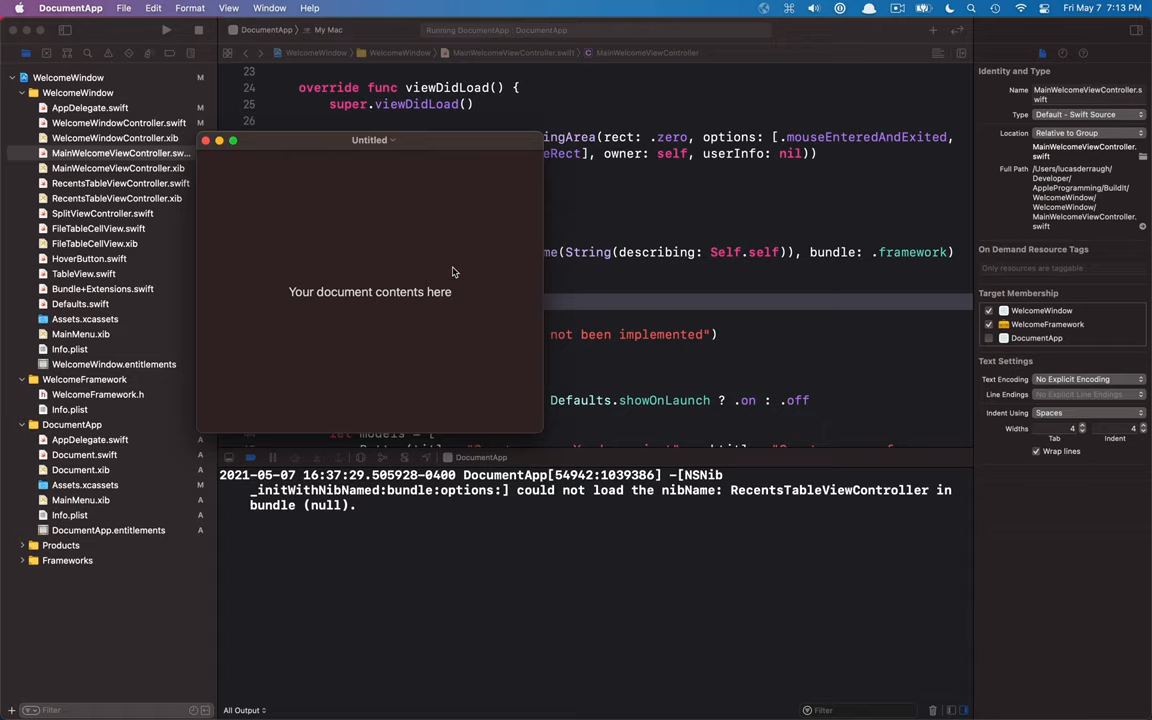 DocumentApp File Edit Format View Window Help Fri May 7 7:13 PM
DocumentApp › My Mac
Running DocumentApp : DocumentApp
WelcomeWindow › WelcomeWindow › MainWelcomeViewController.swift › MainWelcomeViewController
WelcomeWindow M
WelcomeWindow
AppDelegate.swift M
WelcomeWindowController.swift M
WelcomeWindowController.xib
MainWelcomeViewController.sw... M
MainWelcomeViewController.xib
RecentsTableViewController.swift M
RecentsTableViewController.xib
SplitViewController.swift M
FileTableCellView.swift M
FileTableCellView.xib M
HoverButton.swift M
TableView.swift M
Bundle+Extensions.swift M
Defaults.swift M
Assets.xcassets
MainMenu.xib
Info.plist
WelcomeWindow.entitlements
WelcomeFramework
WelcomeFramework.h A
Info.plist A
DocumentApp
AppDelegate.swift A
Document.swift A
Document.xib A
Assets.xcassets A
MainMenu.xib A
Info.plist A
DocumentApp.entitlements A
Products
Frameworks
Filter
23
24 override func viewDidLoad() {
25 super.viewDidLoad()
26
ingArea(rect: .zero, options: [.mouseEnteredAndExited,
eRect], owner: self, userInfo: nil))
me(String(describing: Self.self)), bundle: .framework)
not been implemented")
Defaults.showOnLaunch ? .on : .off
let models = [
Untitled
Your document contents here
DocumentApp
2021-05-07 16:37:29.505928-0400 DocumentApp[54942:1039386] -[NSNib
_initWithNibNamed:bundle:options:] could not load the nibName: RecentsTableViewController in
bundle (null).
All Output
Filter
Identity and Type
Name MainWelcomeViewController.s
wift
Type Default - Swift Source
Location Relative to Group
MainWelcomeViewController.
swift
Full Path /Users/lucasderraugh/
Developer/
AppleProgramming/BuildIt/
WelcomeWindow/
WelcomeWindow/
MainWelcomeViewController.
swift
On Demand Resource Tags
Only resources are taggable
Target Membership
WelcomeWindow
WelcomeFramework
DocumentApp
Text Settings
Text Encoding No Explicit Encoding
Line Endings No Explicit Line Endings
Indent Using Spaces
Widths 4 4
Tab Indent
Wrap lines